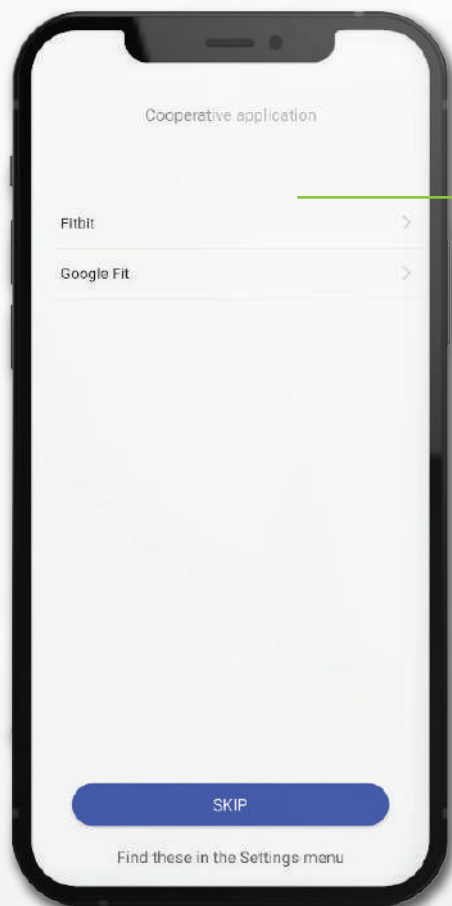 Cooperative application
Fitbit
Google Fit
SKIP
Find these in the Settings menu